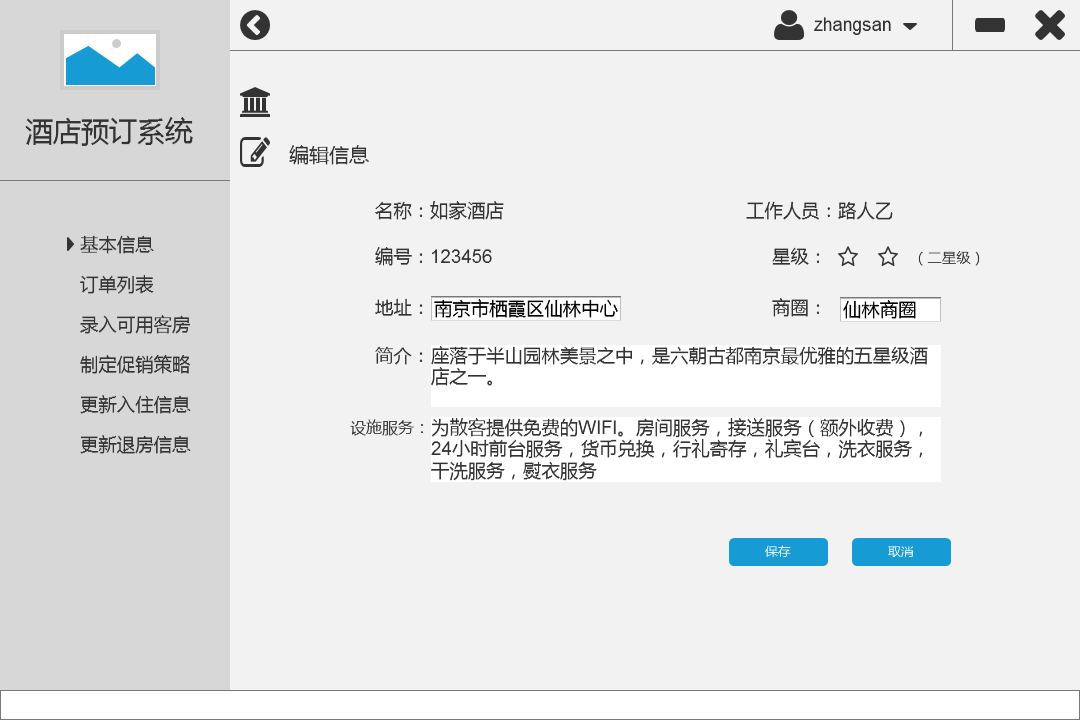 zhangsan
酒店预订系统
编辑信息
基本信息
订单列表
录入可用客房
制定促销策略
更新入住信息
更新退房信息
名称：如家酒店
工作人员：路人乙
编号：123456
星级：
（二星级）
地址：南京市栖霞区仙林中心
商圈：仙林商圈
简介：座落于半山园林美景之中，是六朝古都南京最优雅的五星级酒
店之一。
设施服务：为散客提供免费的WIFI。房间服务，接送服务（额外收费），
24小时前台服务，货币兑换，行礼寄存，礼宾台，洗衣服务，
干洗服务，熨衣服务
保存
取消